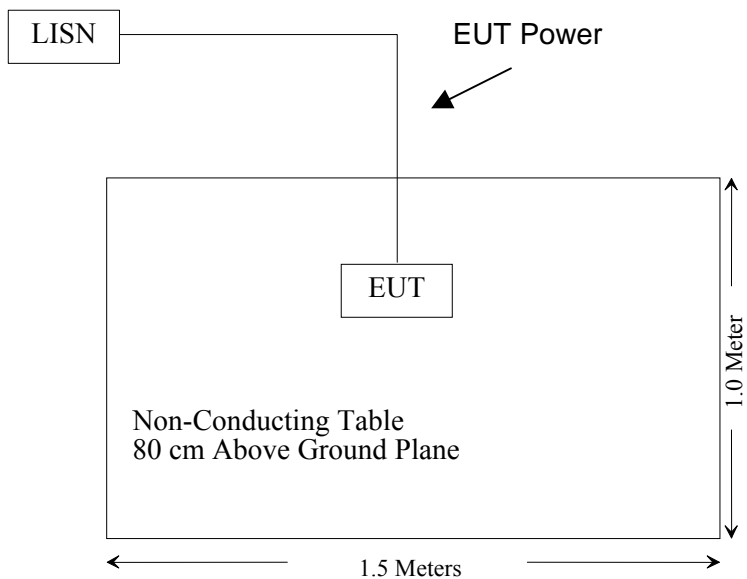 LISN
EUT Power
EUT
1.0 Meter
Non-Conducting Table
80 cm Above Ground Plane
1.5 Meters